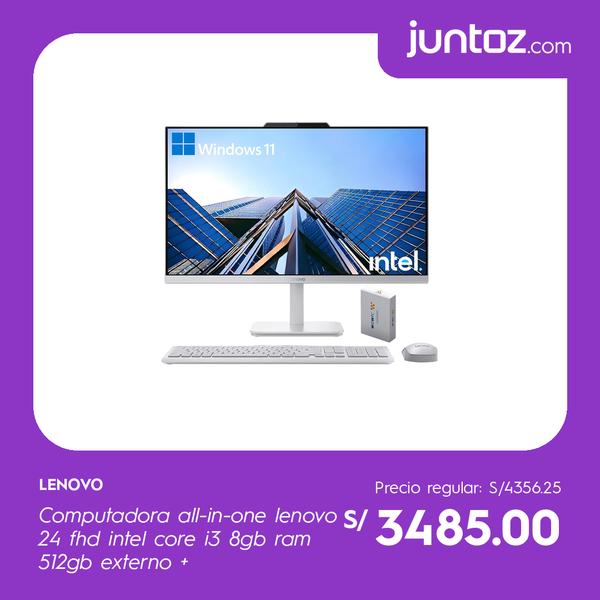 juntoz.com
Windows 11
intel.
LENOVO
Precio regular: S/4356.25
Computadora all-in-one lenovo
24 fhd intel core i3 8gb ram
512gb externo +
S/ 3485.00